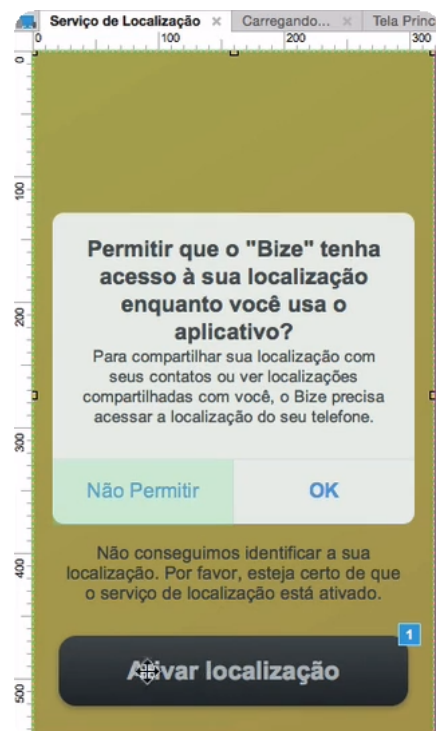 Serviço de Localização
Carregando...
Tela Princ
0 100 200 300
0
100
200
300
400
500
Permitir que o "Bize" tenha
acesso à sua localização
enquanto você usa o
aplicativo?
Para compartilhar sua localização com
seus contatos ou ver localizações
compartilhadas com você, o Bize precisa
acessar a localização do seu telefone.
Não Permitir OK
Não conseguimos identificar a sua
localização. Por favor, esteja certo de que
o serviço de localização está ativado.
1
Ativar localização